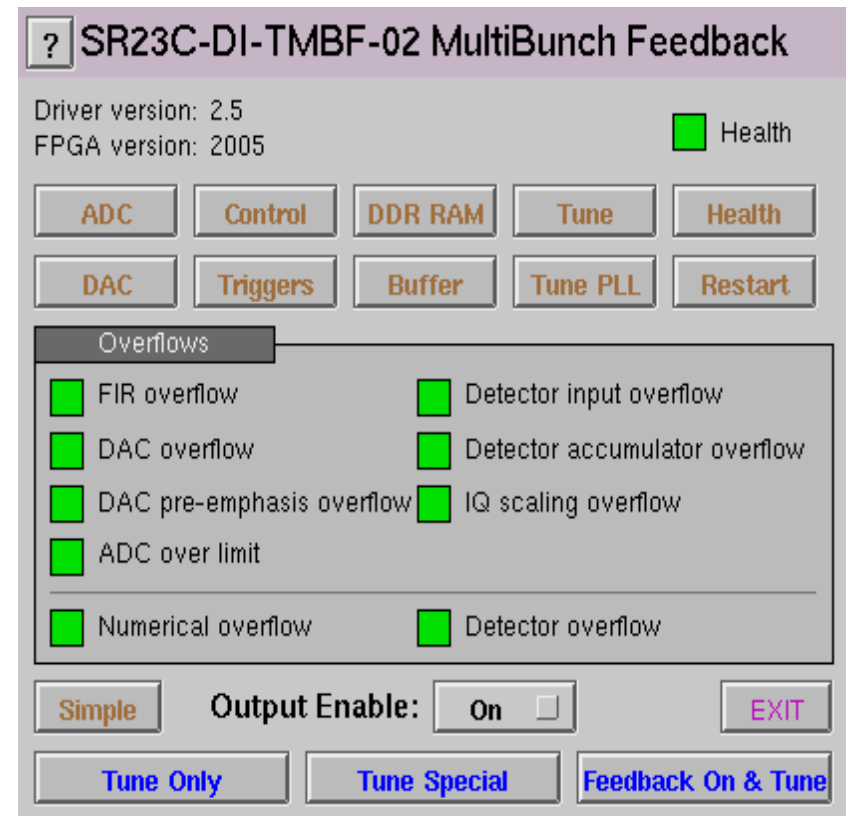 ? SR23C-DI-TMBF-02 MultiBunch Feedback
Driver version: 2.5
FPGA version: 2005
Health
ADC Control DDR RAM Tune Health
DAC Triggers Buffer Tune PLL Restart
Overflows
FIR overflow Detector input overflow
DAC overflow Detector accumulator overflow
DAC pre-emphasis overflow IQ scaling overflow
ADC over limit
Numerical overflow Detector overflow
Simple Output Enable: On EXIT
Tune Only Tune Special Feedback On & Tune